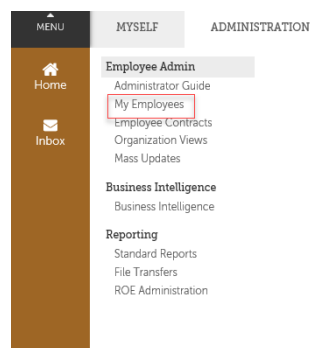 MENU
MYSELF
ADMINISTRATION
Home
Inbox
Employee Admin
Administrator Guide
My Employees
Employee Contracts
Organization Views
Mass Updates
Business Intelligence
Business Intelligence
Reporting
Standard Reports
File Transfers
ROE Administration